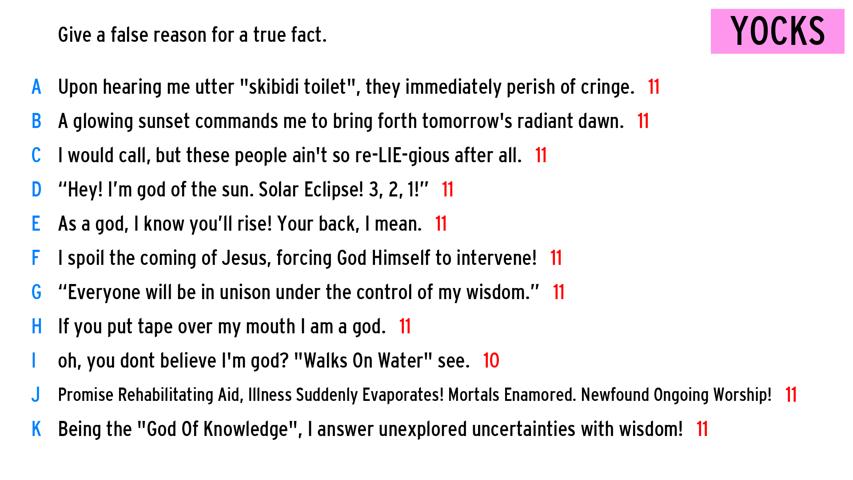 Give a false reason for a true fact.
YOCKS
A Upon hearing me utter "skibidi toilet", they immediately perish of cringe. 11
B A glowing sunset commands me to bring forth tomorrow's radiant dawn. 11
C I would call, but these people ain't so re-LIE-gious after all. 11
D “Hey! I’m god of the sun. Solar Eclipse! 3, 2, 1!” 11
E As a god, I know you’ll rise! Your back, I mean. 11
F I spoil the coming of Jesus, forcing God Himself to intervene! 11
G “Everyone will be in unison under the control of my wisdom.” 11
H If you put tape over my mouth I am a god. 11
I oh, you dont believe I'm god? "Walks On Water" see. 10
J Promise Rehabilitating Aid, Illness Suddenly Evaporates! Mortals Enamored. Newfound Ongoing Worship! 11
K Being the "God Of Knowledge", I answer unexplored uncertainties with wisdom! 11